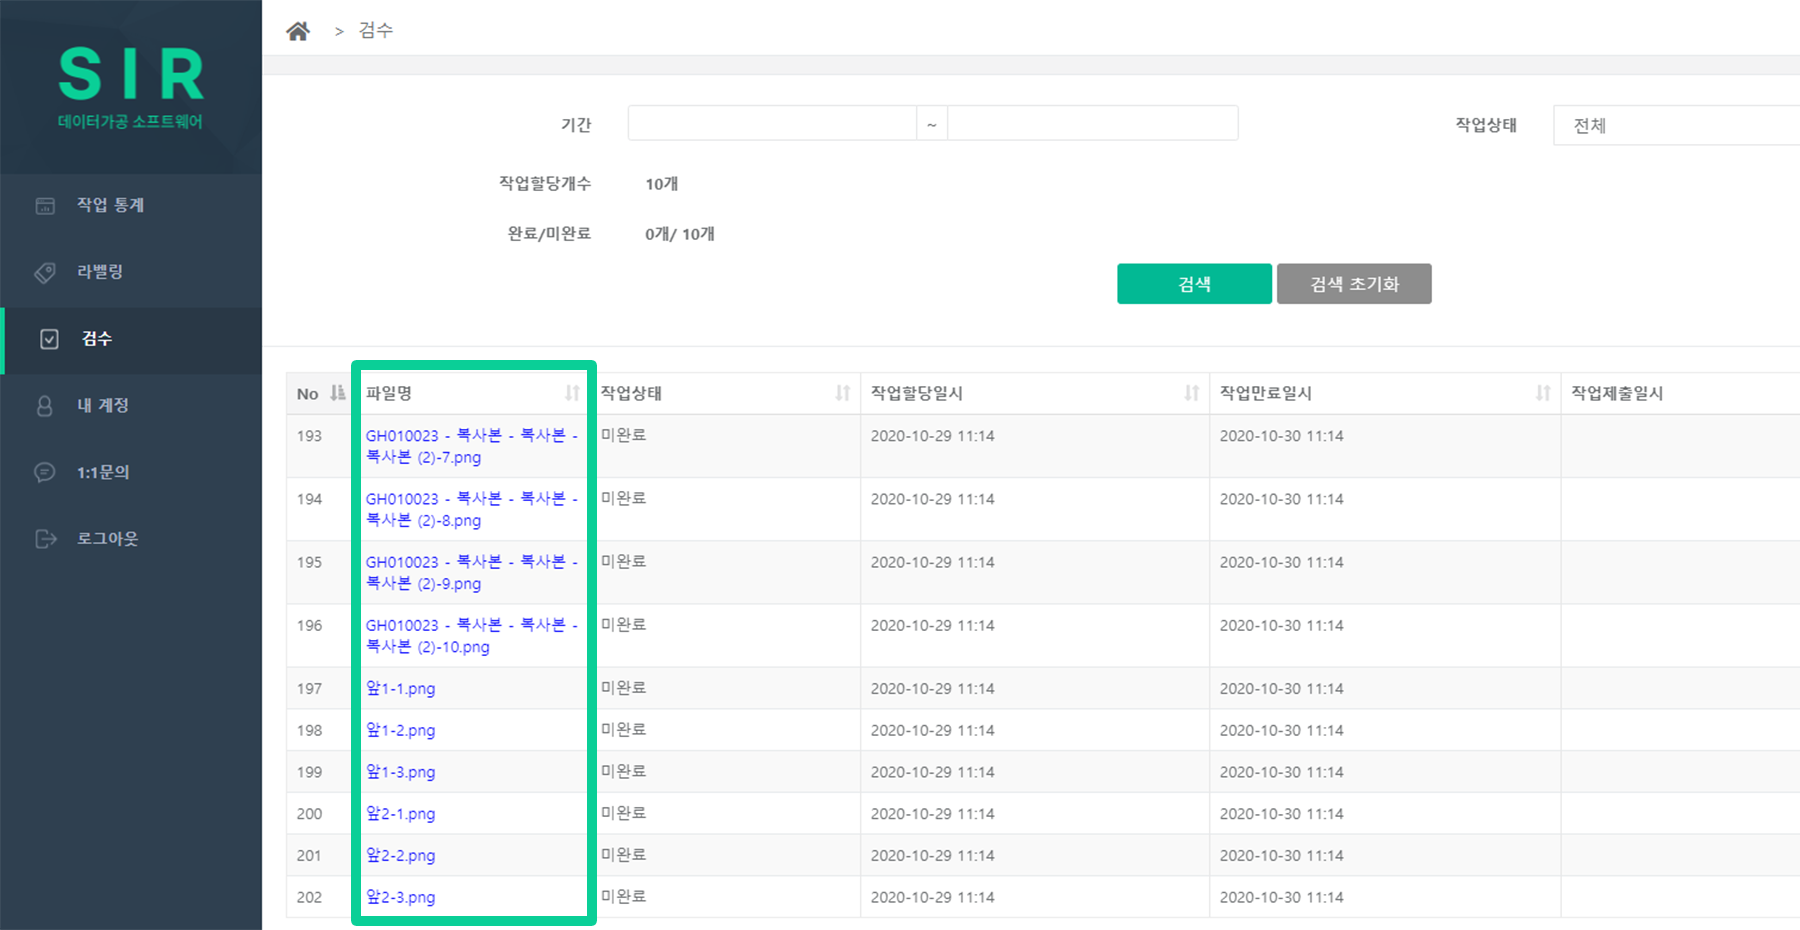 SIR
데이터가공 소프트웨어
작업 통계
라벨링
검수
내 계정
1:1문의
로그아웃
> 검수
기간 ~ 작업상태 전체
작업할당개수 10개
완료/미완료 0개/ 10개
검색 검색 초기화
No 파일명 작업상태 작업할당일시 작업만료일시 작업제출일시
193 GH010023 - 복사본 - 복사본 - 미완료 2020-10-29 11:14 2020-10-30 11:14
복사본 (2)-7.png
194 GH010023 - 복사본 - 복사본 - 미완료 2020-10-29 11:14 2020-10-30 11:14
복사본 (2)-8.png
195 GH010023 - 복사본 - 복사본 - 미완료 2020-10-29 11:14 2020-10-30 11:14
복사본 (2)-9.png
196 GH010023 - 복사본 - 복사본 - 미완료 2020-10-29 11:14 2020-10-30 11:14
복사본 (2)-10.png
197 앞1-1.png 미완료 2020-10-29 11:14 2020-10-30 11:14
198 앞1-2.png 미완료 2020-10-29 11:14 2020-10-30 11:14
199 앞1-3.png 미완료 2020-10-29 11:14 2020-10-30 11:14
200 앞2-1.png 미완료 2020-10-29 11:14 2020-10-30 11:14
201 앞2-2.png 미완료 2020-10-29 11:14 2020-10-30 11:14
202 앞2-3.png 미완료 2020-10-29 11:14 2020-10-30 11:14